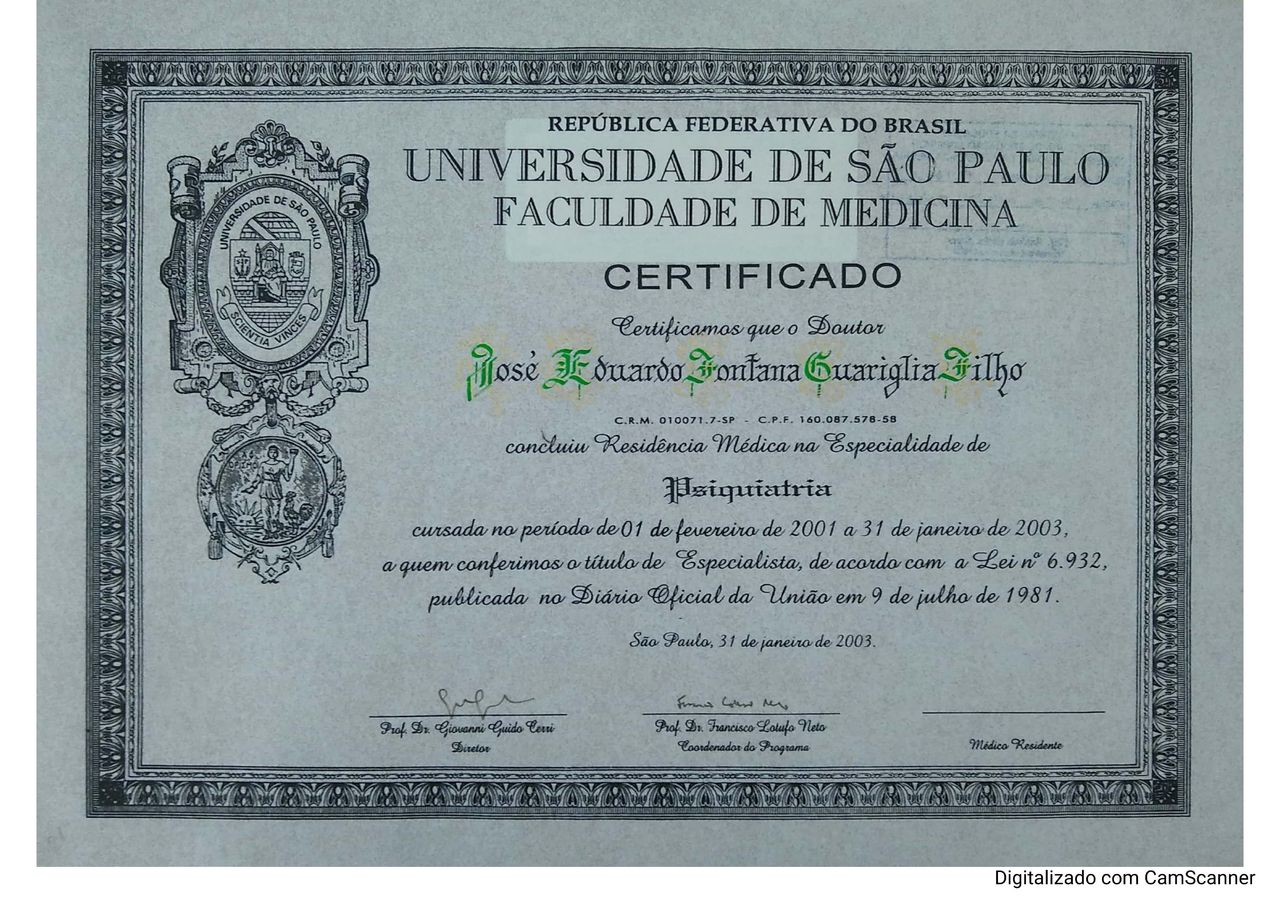 REPÚBLICA FEDERATIVA DO BRASIL
UNIVERSIDADE DE SÃO PAULO
FACULDADE DE MEDICINA
UNIVERSIDADE DE SÃO PAULO
SCIENTIA VINCES
CERTIFICADO
Certificamos que o Doutor
José Eduardo Fontana Guariglia Filho
C.R.M. 010071.7-SP - C.P.F. 160.087.578-58
concluiu Residência Médica na Especialidade de
Psiquiatria
cursada no período de 01 de fevereiro de 2001 a 31 de janeiro de 2003,
a quem conferimos o título de Especialista, de acordo com a Lei nº 6.932,
publicada no Diário Oficial da União em 9 de julho de 1981.
São Paulo, 31 de janeiro de 2003.
Prof. Dr. Giovanni Guido Cerri
Diretor
Prof. Dr. Francisco Lotufo Neto
Coordenador do Programa
Médico Residente
Digitalizado com CamScanner